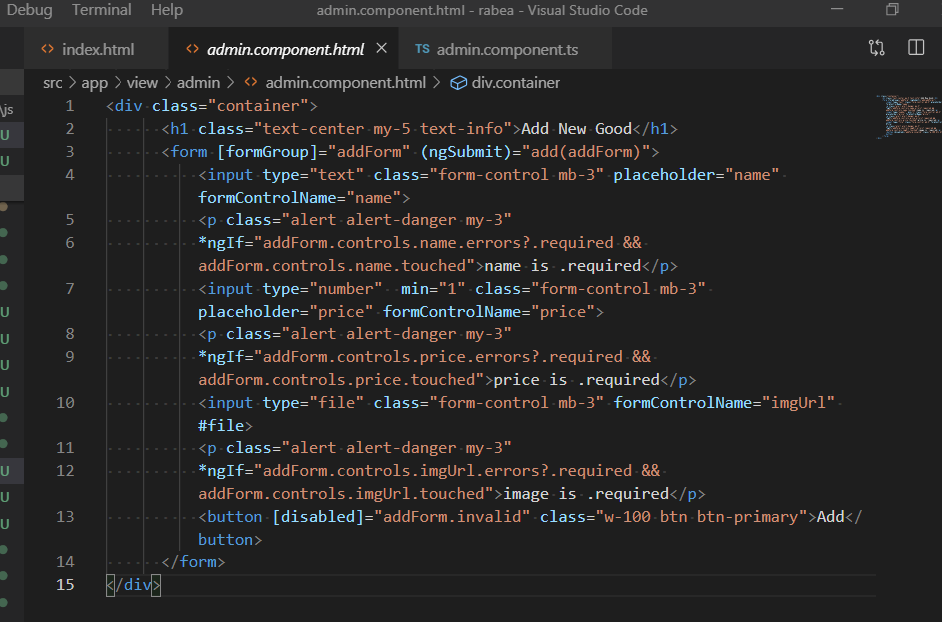 Debug Terminal Help admin.component.html - rabea - Visual Studio Code
<> index.html <> admin.component.html × TS admin.component.ts
src > app > view > admin > <> admin.component.html > div.container
\js
U
U
U
U
U
U
U
U
U
1 <div class="container">
2 <h1 class="text-center my-5 text-info">Add New Good</h1>
3 <form [formGroup]="addForm" (ngSubmit)="add(addForm)">
4 <input type="text" class="form-control mb-3" placeholder="name"
formControlName="name">
5 <p class="alert alert-danger my-3"
6 *ngIf="addForm.controls.name.errors?.required &&
addForm.controls.name.touched">name is .required</p>
7 <input type="number"  min="1" class="form-control mb-3"
placeholder="price" formControlName="price">
8 <p class="alert alert-danger my-3"
9 *ngIf="addForm.controls.price.errors?.required &&
addForm.controls.price.touched">price is .required</p>
10 <input type="file" class="form-control mb-3" formControlName="imgUrl"
#file>
11 <p class="alert alert-danger my-3"
12 *ngIf="addForm.controls.imgUrl.errors?.required &&
addForm.controls.imgUrl.touched">image is .required</p>
13 <button [disabled]="addForm.invalid" class="w-100 btn btn-primary">Add</
button>
14 </form>
15 </div>